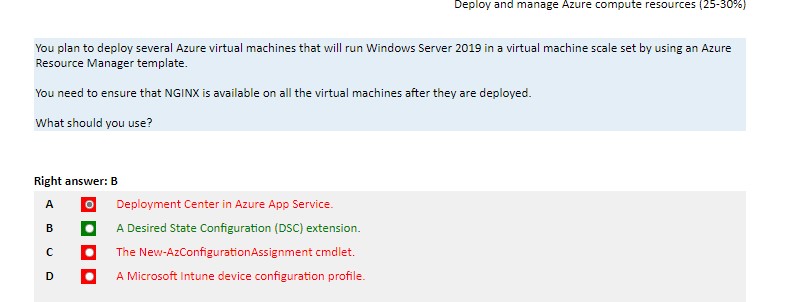 Deploy and manage Azure compute resources (25-30%)
You plan to deploy several Azure virtual machines that will run Windows Server 2019 in a virtual machine scale set by using an Azure
Resource Manager template.
You need to ensure that NGINX is available on all the virtual machines after they are deployed.
What should you use?
Right answer: B
A Deployment Center in Azure App Service.
B A Desired State Configuration (DSC) extension.
C The New-AzConfigurationAssignment cmdlet.
D A Microsoft Intune device configuration profile.